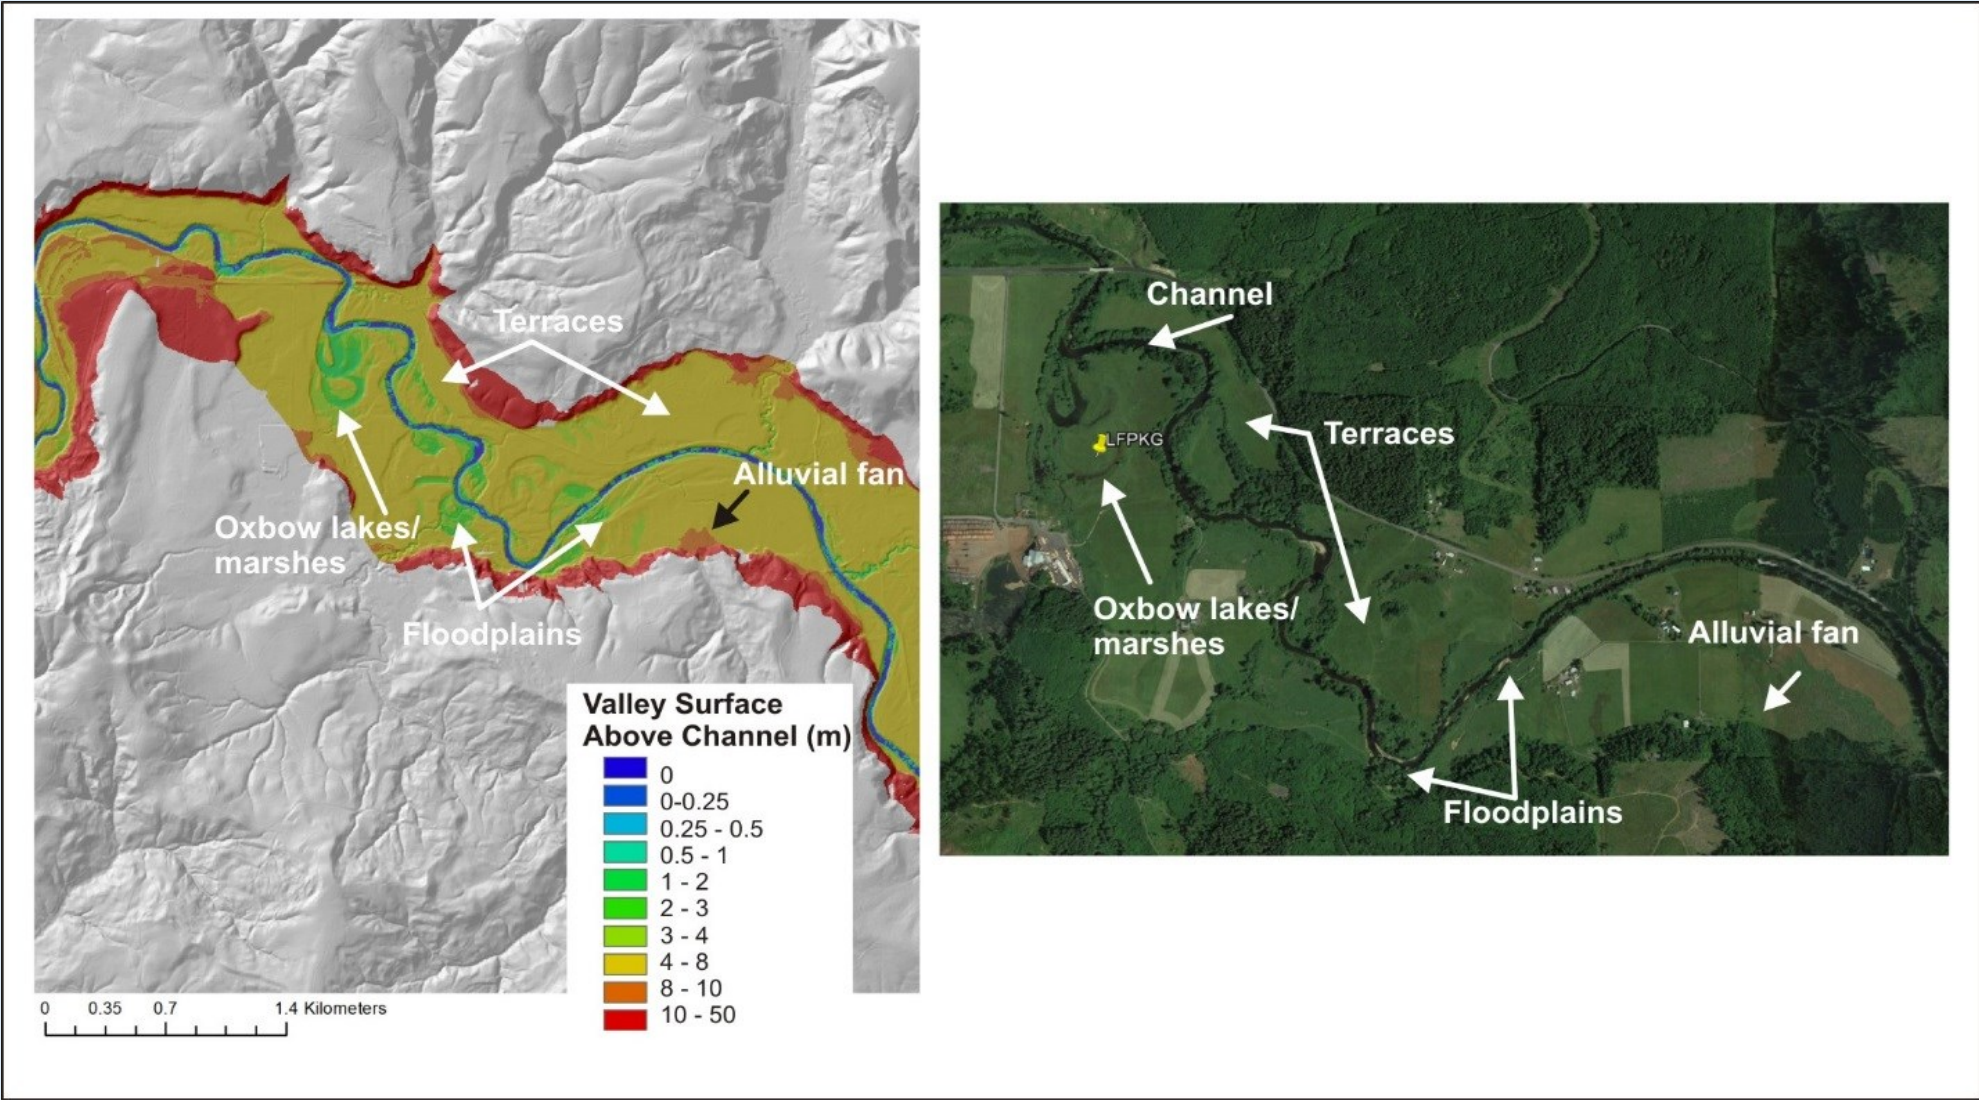 Terraces
Alluvial fan
Oxbow lakes/
marshes
Floodplains
Valley Surface
Above Channel (m)
0
0-0.25
0.25 - 0.5
0.5 - 1
1 - 2
2 - 3
3 - 4
4 - 8
8 - 10
10 - 50
0 0.35 0.7 1.4 Kilometers
Channel
Terraces
LFPKG
Oxbow lakes/
marshes
Alluvial fan
Floodplains